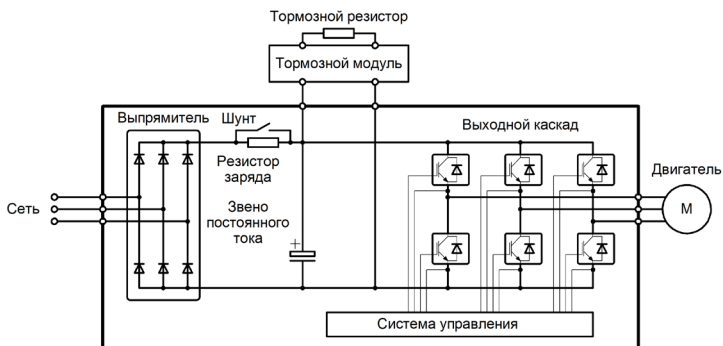 Тормозной резистор
Тормозной модуль
Выпрямитель
Шунт
Выходной каскад
Резистор
заряда
Двигатель
Сеть
Звено
постоянного
тока
+
M
Система управления